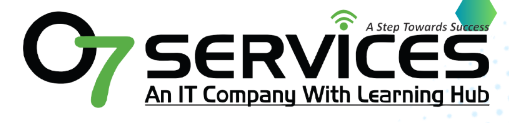 A Step Towards Success
O7 SERVICES
An IT Company With Learning Hub